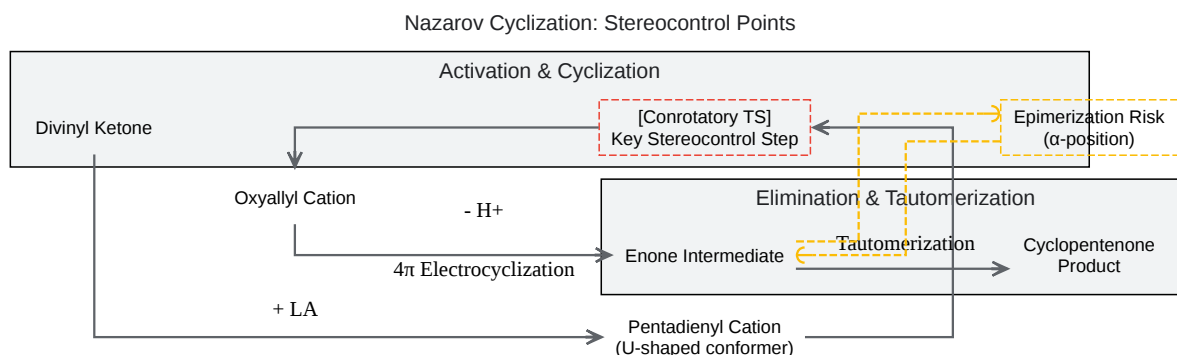 Nazarov Cyclization: Stereocontrol Points
Activation & Cyclization
Divinyl Ketone
[Conrotatory TS]
Key Stereocontrol Step
Epimerization Risk
(α-position)
Oxyallyl Cation
- H+
Elimination & Tautomerization
Enone Intermediate
Tautomerization
Cyclopentenone
Product
4π Electrocyclization
+ LA
Pentadienyl Cation
(U-shaped conformer)